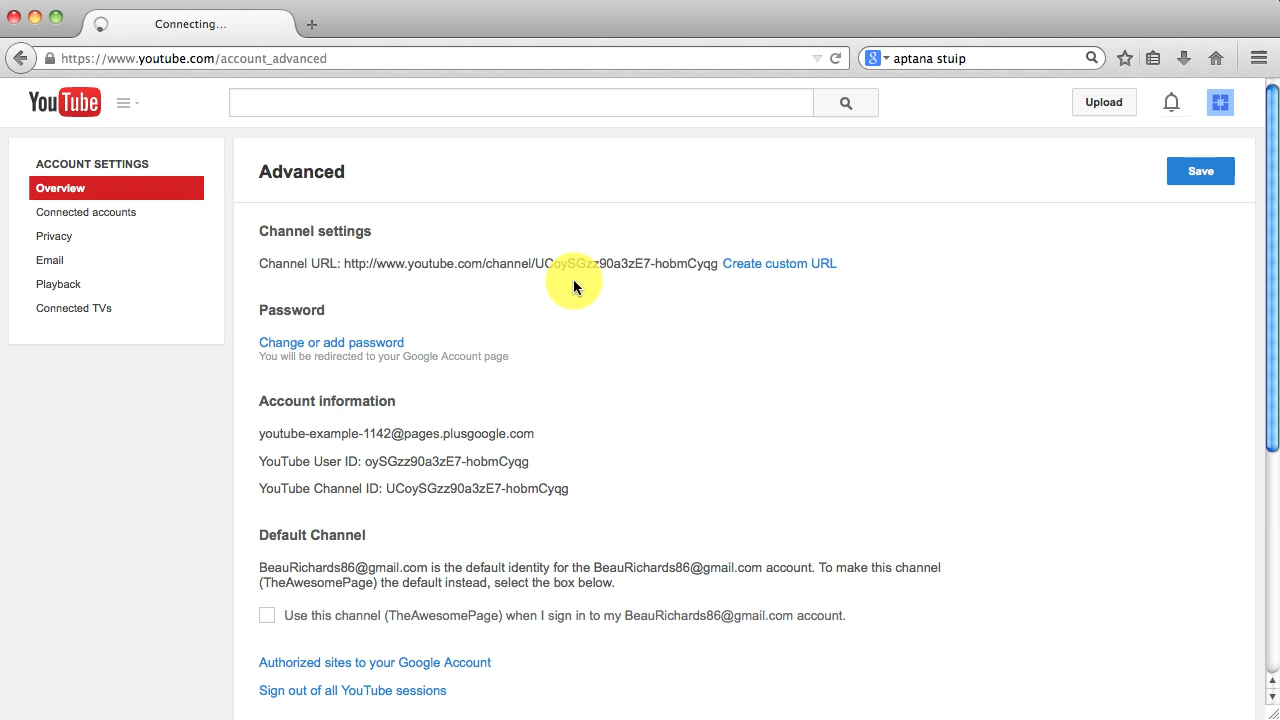 Connecting...
https://www.youtube.com/account_advanced
aptana stuip
YouTube
Upload
ACCOUNT SETTINGS
Overview
Connected accounts
Privacy
Email
Playback
Connected TVs
Advanced
Save
Channel settings
Channel URL: http://www.youtube.com/channel/UCoySGzz90a3zE7-hobmCyqg Create custom URL
Password
Change or add password
You will be redirected to your Google Account page
Account information
youtube-example-1142@pages.plusgoogle.com
YouTube User ID: oySGzz90a3zE7-hobmCyqg
YouTube Channel ID: UCoySGzz90a3zE7-hobmCyqg
Default Channel
BeauRichards86@gmail.com is the default identity for the BeauRichards86@gmail.com account. To make this channel
(TheAwesomePage) the default instead, select the box below.
Use this channel (TheAwesomePage) when I sign in to my BeauRichards86@gmail.com account.
Authorized sites to your Google Account
Sign out of all YouTube sessions